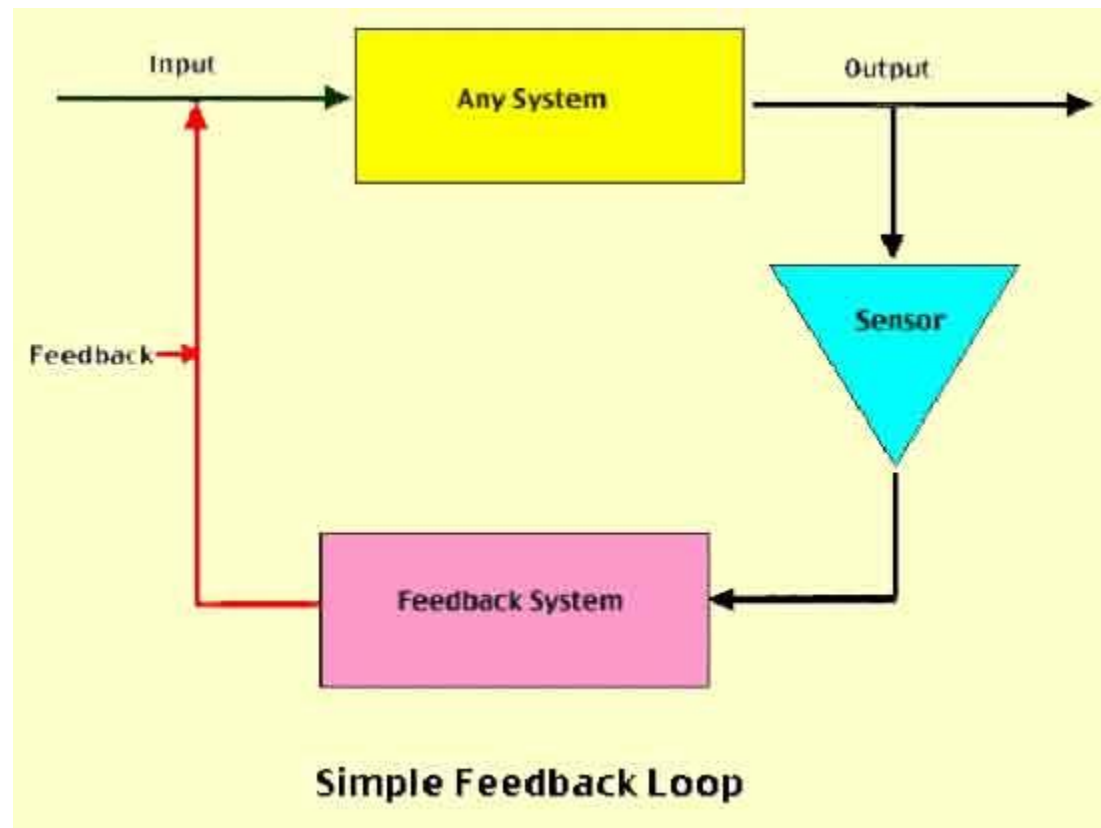 Input
Any System
Output
Sensor
Feedback
Feedback System
Simple Feedback Loop